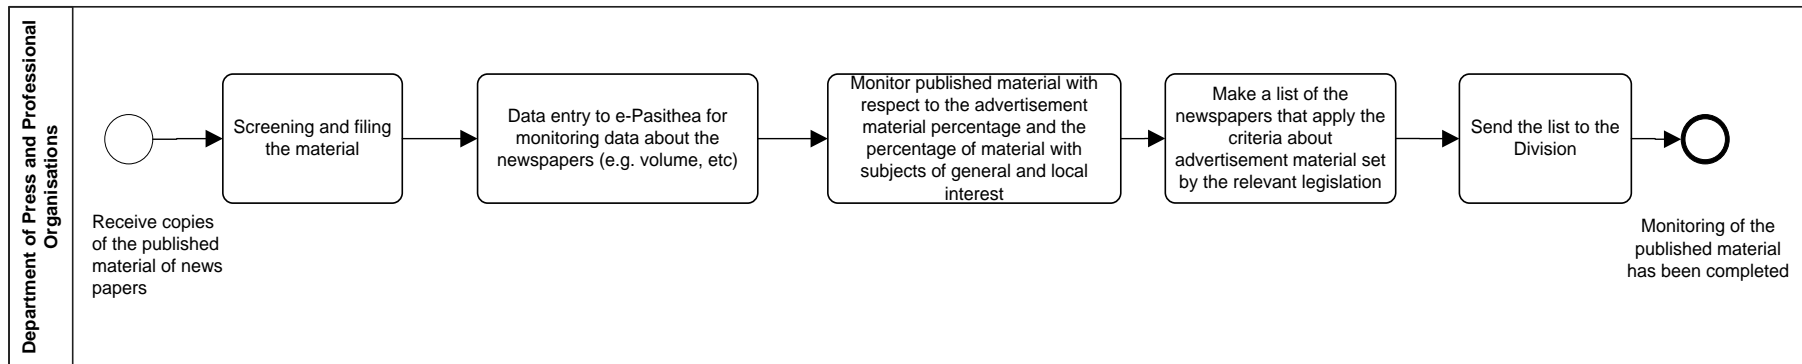 Department of Press and Professional
Organisations
Receive copies
of the published
material of news
papers
Screening and filing
the material
Data entry to e-Pasithea for
monitoring data about the
newspapers (e.g. volume, etc)
Monitor published material with
respect to the advertisement
material percentage and the
percentage of material with
subjects of general and local
interest
Make a list of the
newspapers that apply the
criteria about
advertisement material set
by the relevant legislation
Send the list to the
Division
Monitoring of the
published material
has been completed